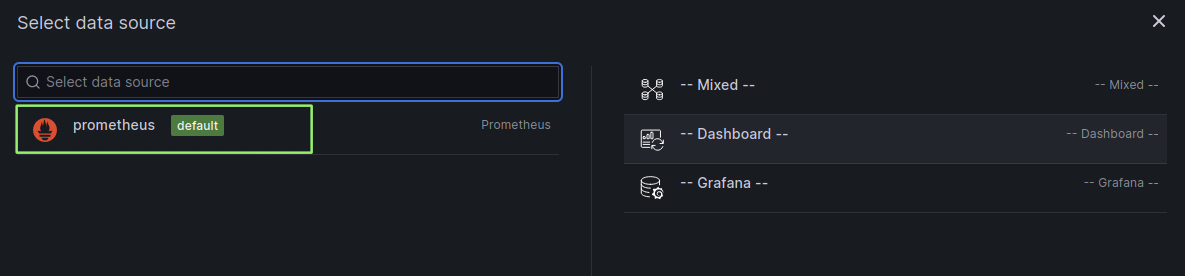 Select data source
Select data source
prometheus default Prometheus
-- Mixed -- -- Mixed --
-- Dashboard -- -- Dashboard --
-- Grafana -- -- Grafana --